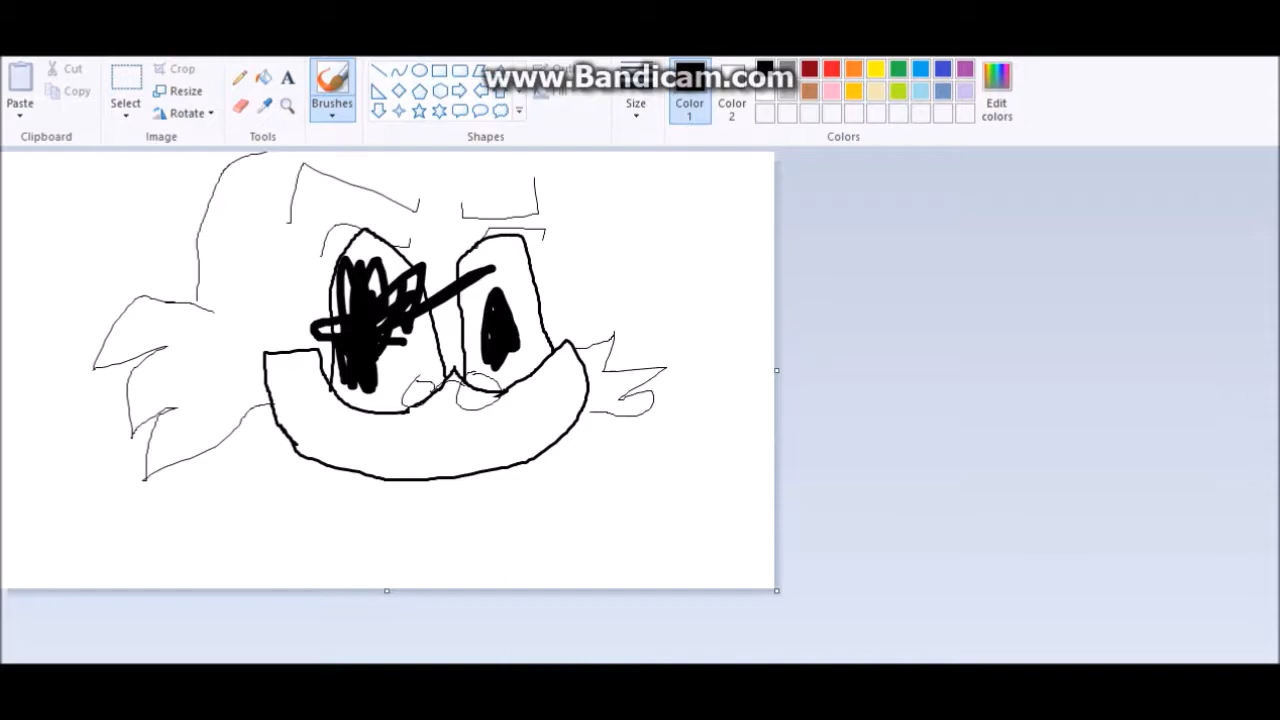 www.Bandicam.com
Paste
Cut
Copy
Clipboard
Select
Crop
Resize
Rotate
Image
Tools
Brushes
Shapes
Size
Color
1
Color
2
Edit
colors
Colors